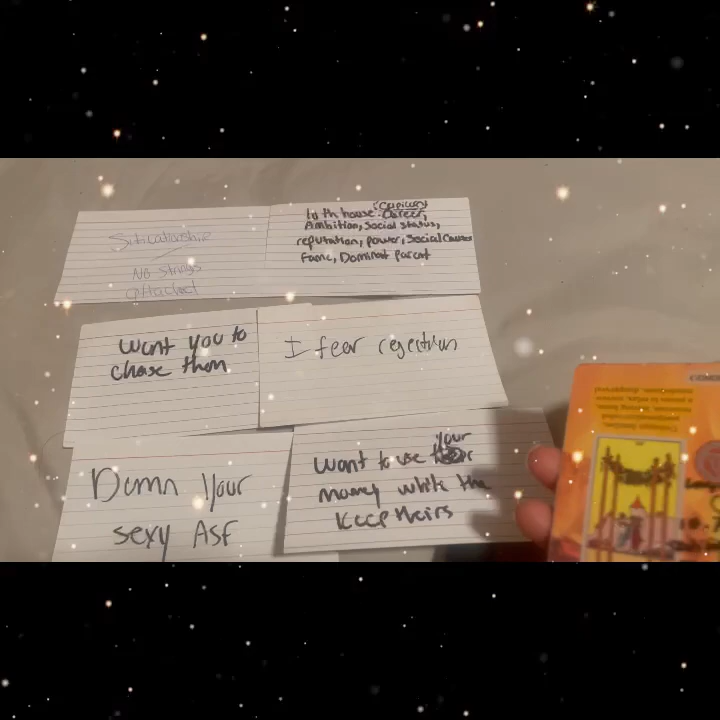 Situationship
No Strings
Attached
(Capricorn)
10th house: Career,
Ambition, Social status,
reputation, power, Social Causes
Fame, Dominant parent
Want you to
chase them
I fear rejection
Damn Your
sexy Asf
your
Want to use
money while the
Keep theirs